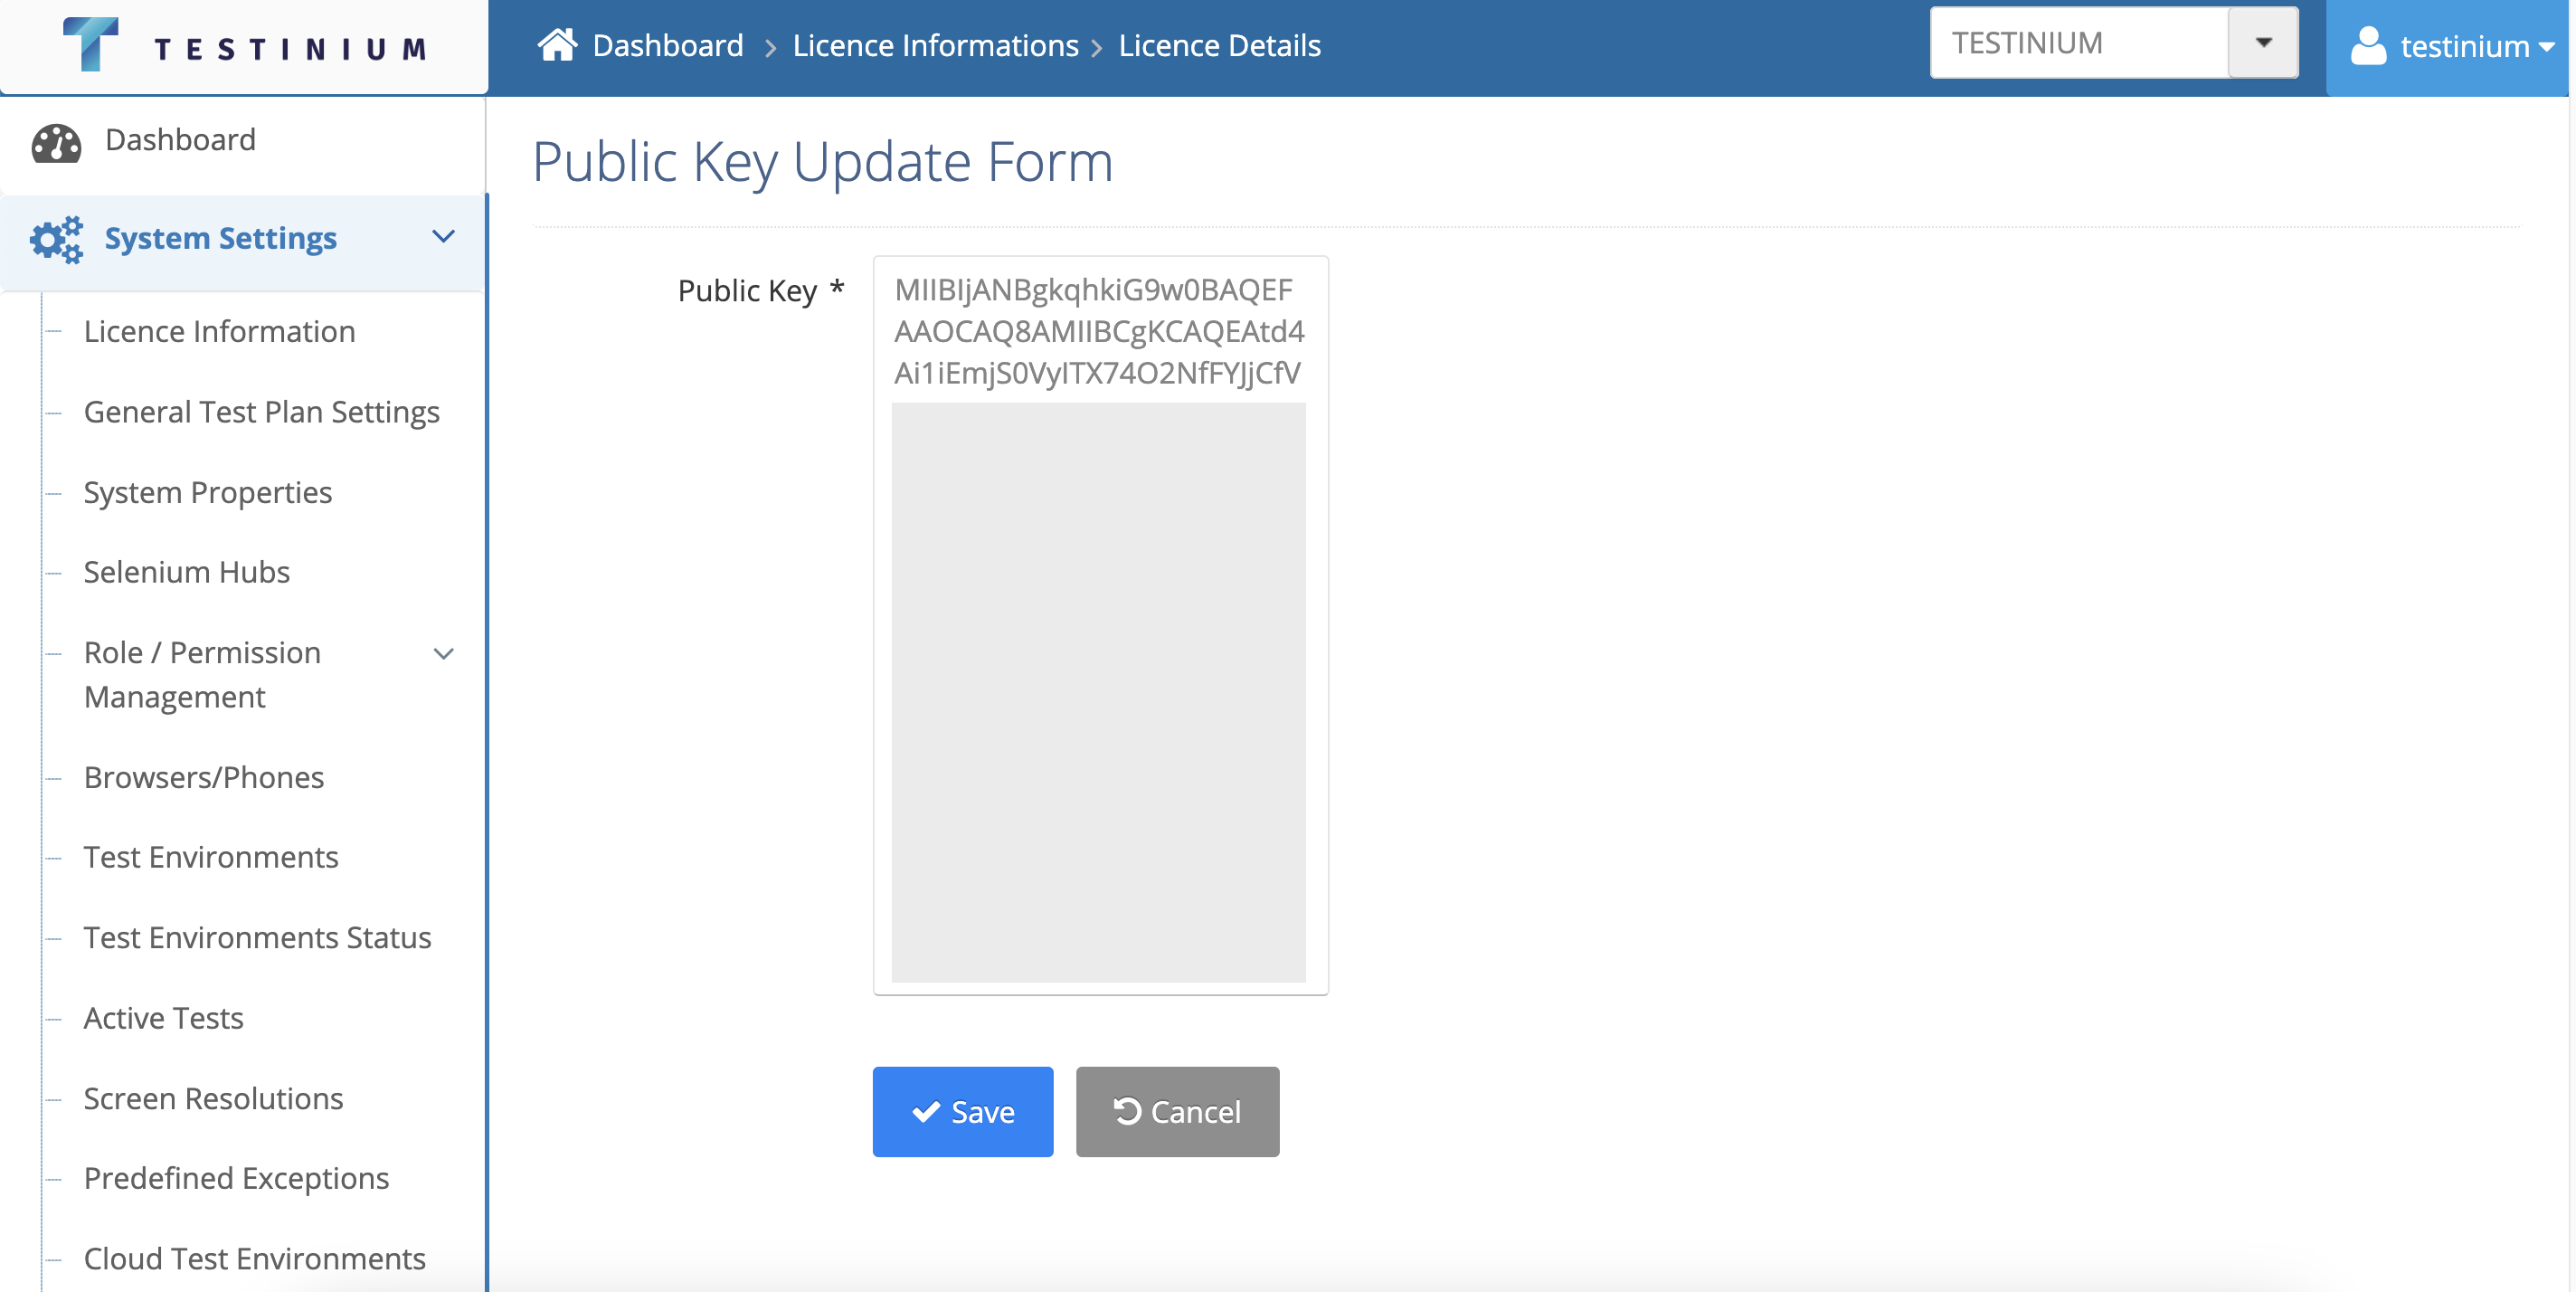 TESTINIUM
Dashboard > Licence Informations > Licence Details
TESTINIUM
testinium
Dashboard
System Settings
Licence Information
General Test Plan Settings
System Properties
Selenium Hubs
Role / Permission
Management
Browsers/Phones
Test Environments
Test Environments Status
Active Tests
Screen Resolutions
Predefined Exceptions
Cloud Test Environments
Public Key Update Form
Public Key *
MIIBIjANBgkqhkiG9w0BAQEF
AAOCAQ8AMIIBCgKCAQEAtd4
Ai1iEmjS0VyITX74O2NfFYJjCfV
Save
Cancel